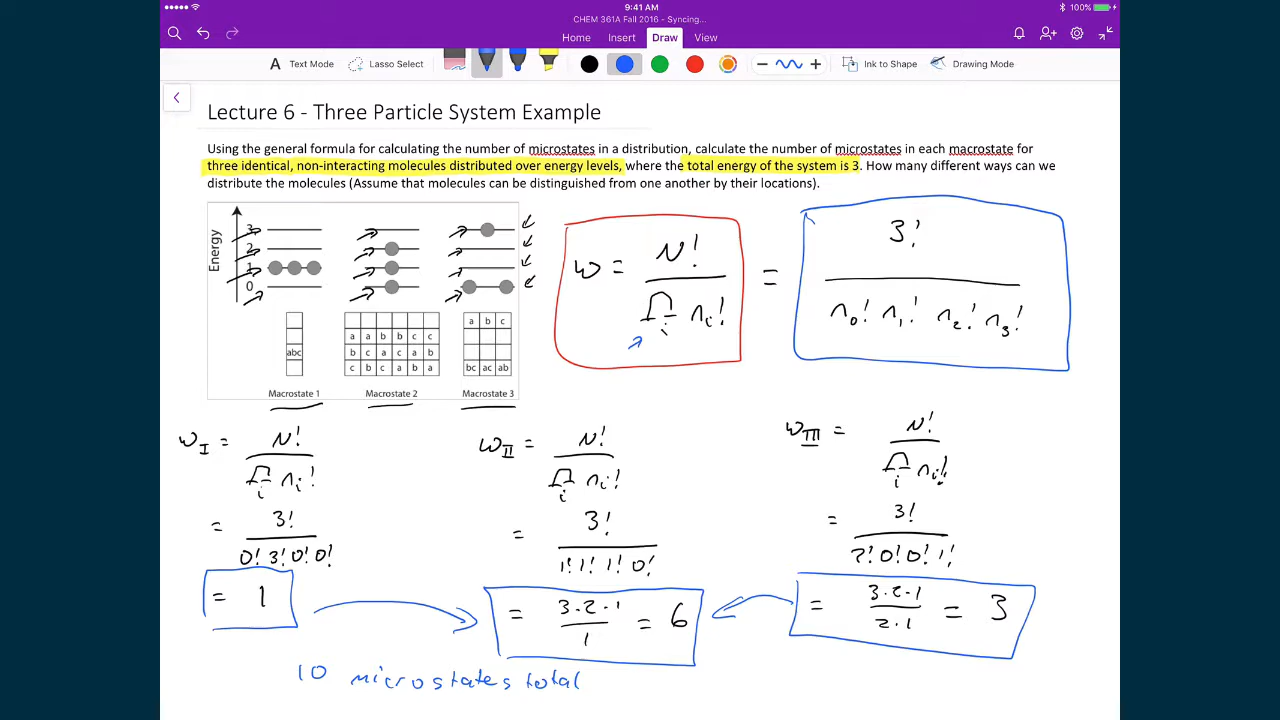 9:41 AM
100%
CHEM 361A Fall 2016 - Syncing...
Home Insert Draw View
A Text Mode Lasso Select Ink to Shape Drawing Mode
Lecture 6 - Three Particle System Example
Using the general formula for calculating the number of microstates in a distribution, calculate the number of microstates in each macrostate for
three identical, non-interacting molecules distributed over energy levels, where the total energy of the system is 3. How many different ways can we
distribute the molecules (Assume that molecules can be distinguished from one another by their locations).
Energy
3
2
1
0
a b c
a a b b c c
abc b c a c a b
c b c a b a bc ac ab
Macrostate 1 Macrostate 2 Macrostate 3
ω = N! / ∏i ni! = 3! / n0! n1! n2! n3!
ωI = N! / ∏i ni! ωII = N! / ∏i ni! ωIII = N! / ∏i ni!
= 3! / 0! 3! 0! 0! = 3! / 1! 1! 1! 0! = 3! / 2! 0! 0! 1!
= 1 = 3·2·1 / 1 = 6 = 3·2·1 / 2·1 = 3
10 microstates total